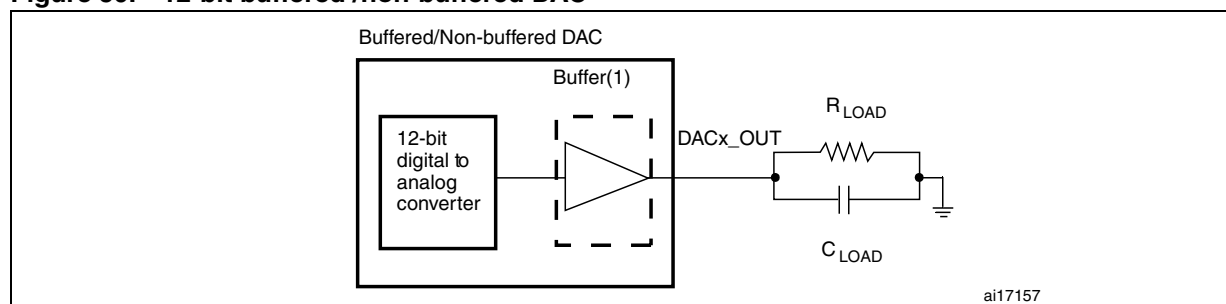 Buffered/Non-buffered DAC
Buffer(1)
12-bit
digital to
analog
converter
DACx_OUT
R LOAD
C LOAD
ai17157